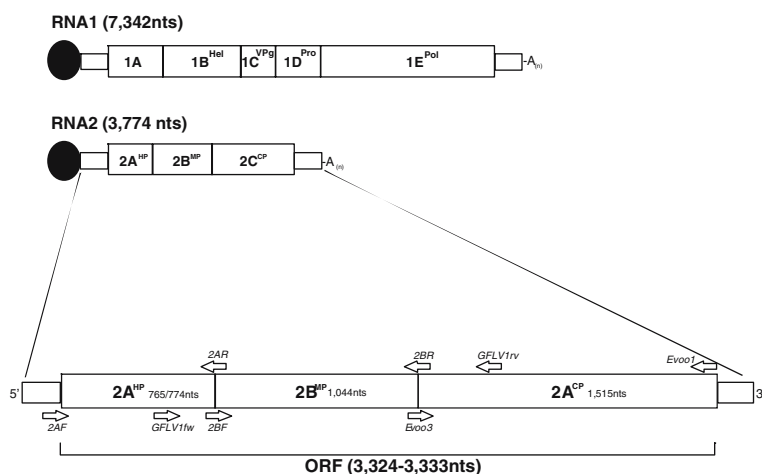 RNA1 (7,342nts)
1A 1B Hel 1C VPg 1D Pro 1E Pol -A(n)
RNA2 (3,774 nts)
2A HP 2B MP 2C CP -A(n)
2AR 2BR GFLV1rv Evoo1
5' 2A HP 765/774nts 2B MP 1,044nts 2A CP 1,515nts 3'
2AF GFLV1fw 2BF Evoo3
ORF (3,324-3,333nts)